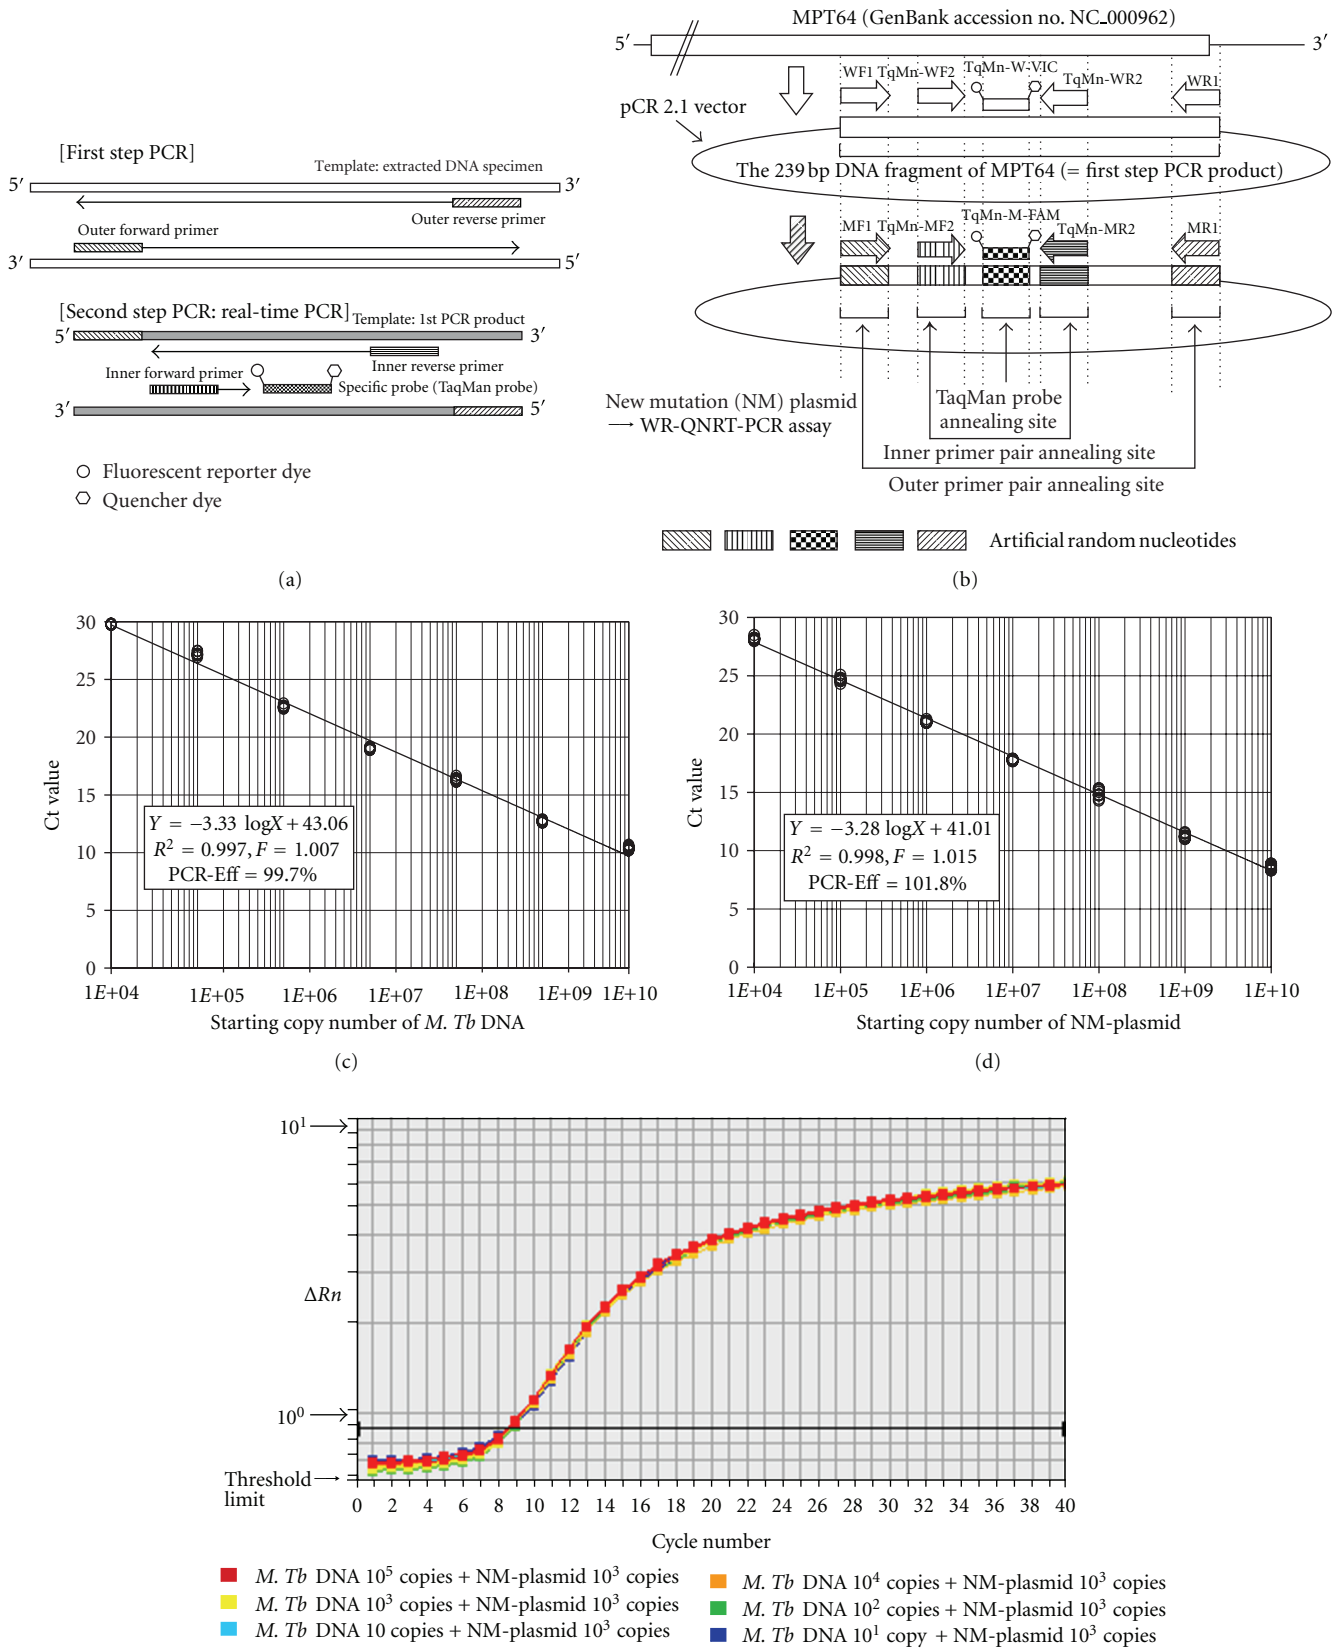 [First step PCR]
Template: extracted DNA specimen
5′ 3′
Outer reverse primer
Outer forward primer
3′ 5′
[Second step PCR: real-time PCR] Template: 1st PCR product
5′ 3′
Inner reverse primer
Inner forward primer
Specific probe (TaqMan probe)
3′ 5′
Fluorescent reporter dye
Quencher dye
(a)
MPT64 (GenBank accession no. NC_000962)
5′ 3′
WF1 TqMn-WF2 TqMn-W-VIC TqMn-WR2 WR1
pCR 2.1 vector
The 239 bp DNA fragment of MPT64 (= first step PCR product)
MF1 TqMn-MF2 TqMn-M-FAM TqMn-MR2 MR1
New mutation (NM) plasmid
→ WR-QNRT-PCR assay
TaqMan probe
annealing site
Inner primer pair annealing site
Outer primer pair annealing site
Artificial random nucleotides
(b)
30
25
20
15
10
5
0
Ct value
Y = −3.33 logX + 43.06
R² = 0.997, F = 1.007
PCR-Eff = 99.7%
1E+04 1E+05 1E+06 1E+07 1E+08 1E+09 1E+10
Starting copy number of M. Tb DNA
(c)
30
25
20
15
10
5
0
Ct value
Y = −3.28 logX + 41.01
R² = 0.998, F = 1.015
PCR-Eff = 101.8%
1E+04 1E+05 1E+06 1E+07 1E+08 1E+09 1E+10
Starting copy number of NM-plasmid
(d)
10¹
ΔRn
10⁰
Threshold
limit
0 2 4 6 8 10 12 14 16 18 20 22 24 26 28 30 32 34 36 38 40
Cycle number
M. Tb DNA 10⁵ copies + NM-plasmid 10³ copies
M. Tb DNA 10³ copies + NM-plasmid 10³ copies
M. Tb DNA 10 copies + NM-plasmid 10³ copies
M. Tb DNA 10⁴ copies + NM-plasmid 10³ copies
M. Tb DNA 10² copies + NM-plasmid 10³ copies
M. Tb DNA 10¹ copy + NM-plasmid 10³ copies